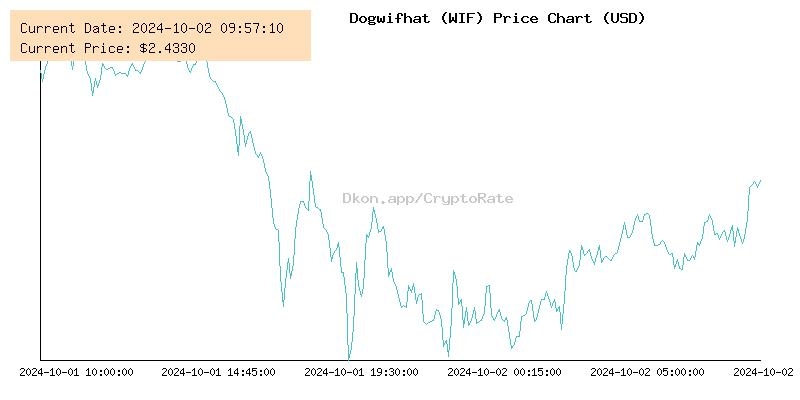 Dogwifhat (WIF) Price Chart (USD)
Current Date: 2024-10-02 09:57:10
Current Price: $2.4330
Dkon.app/CryptoRate
2024-10-01 10:00:00 2024-10-01 14:45:00 2024-10-01 19:30:00 2024-10-02 00:15:00 2024-10-02 05:00:00 2024-10-02